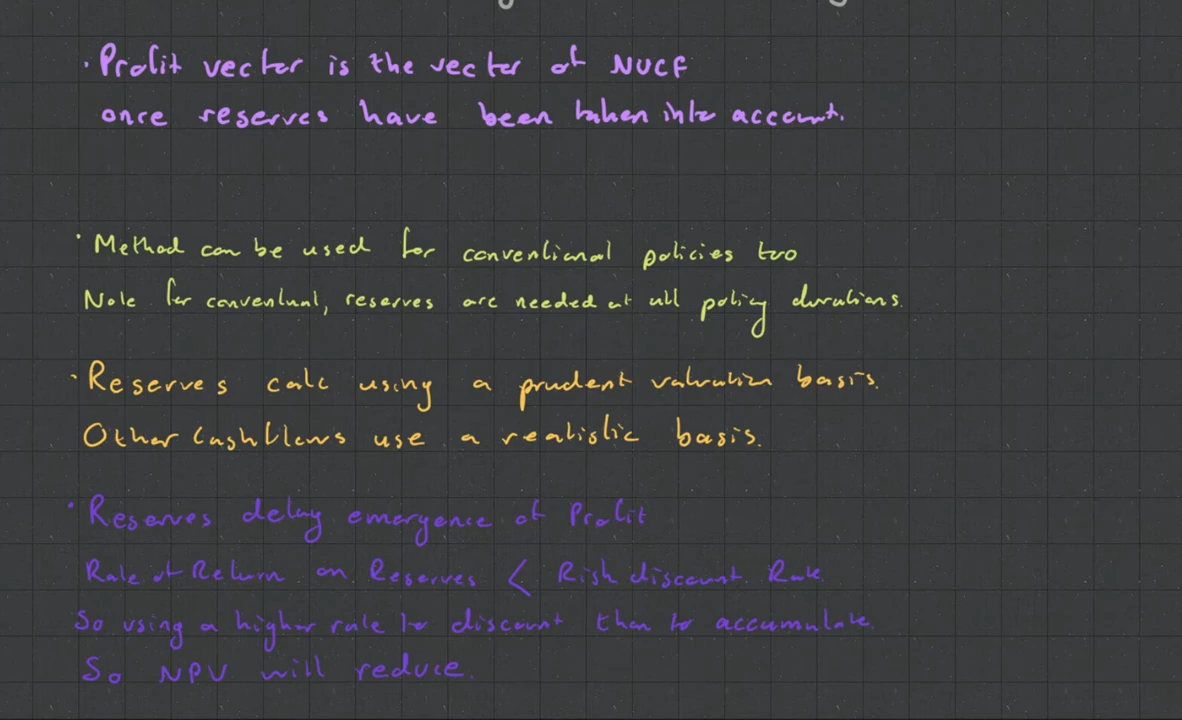 · Profit vector is the vector of NUCF
once reserves have been taken into account.
· Method can be used for conventional policies too
Note for conventual, reserves are needed at all policy durations.
· Reserves calc using a prudent valuation basis.
Other Cashflows use a realistic basis.
· Reserves delay emergence of Profit
Rate of Return on Reserves < Risk discount Rate
So using a higher rate to discount than to accumulate.
So NPV will reduce.